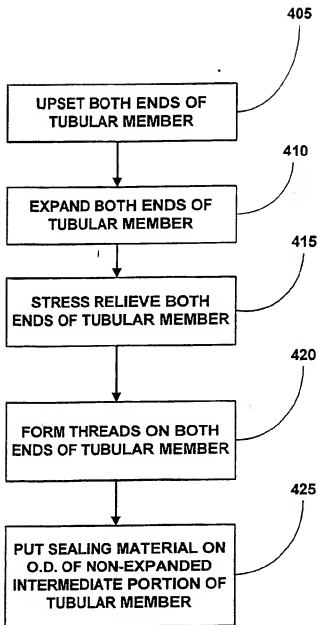 405
UPSET BOTH ENDS OF
TUBULAR MEMBER
410
EXPAND BOTH ENDS OF
TUBULAR MEMBER
415
STRESS RELIEVE BOTH
ENDS OF TUBULAR MEMBER
420
FORM THREADS ON BOTH
ENDS OF TUBULAR MEMBER
425
PUT SEALING MATERIAL ON
O.D. OF NON-EXPANDED
INTERMEDIATE PORTION OF
TUBULAR MEMBER